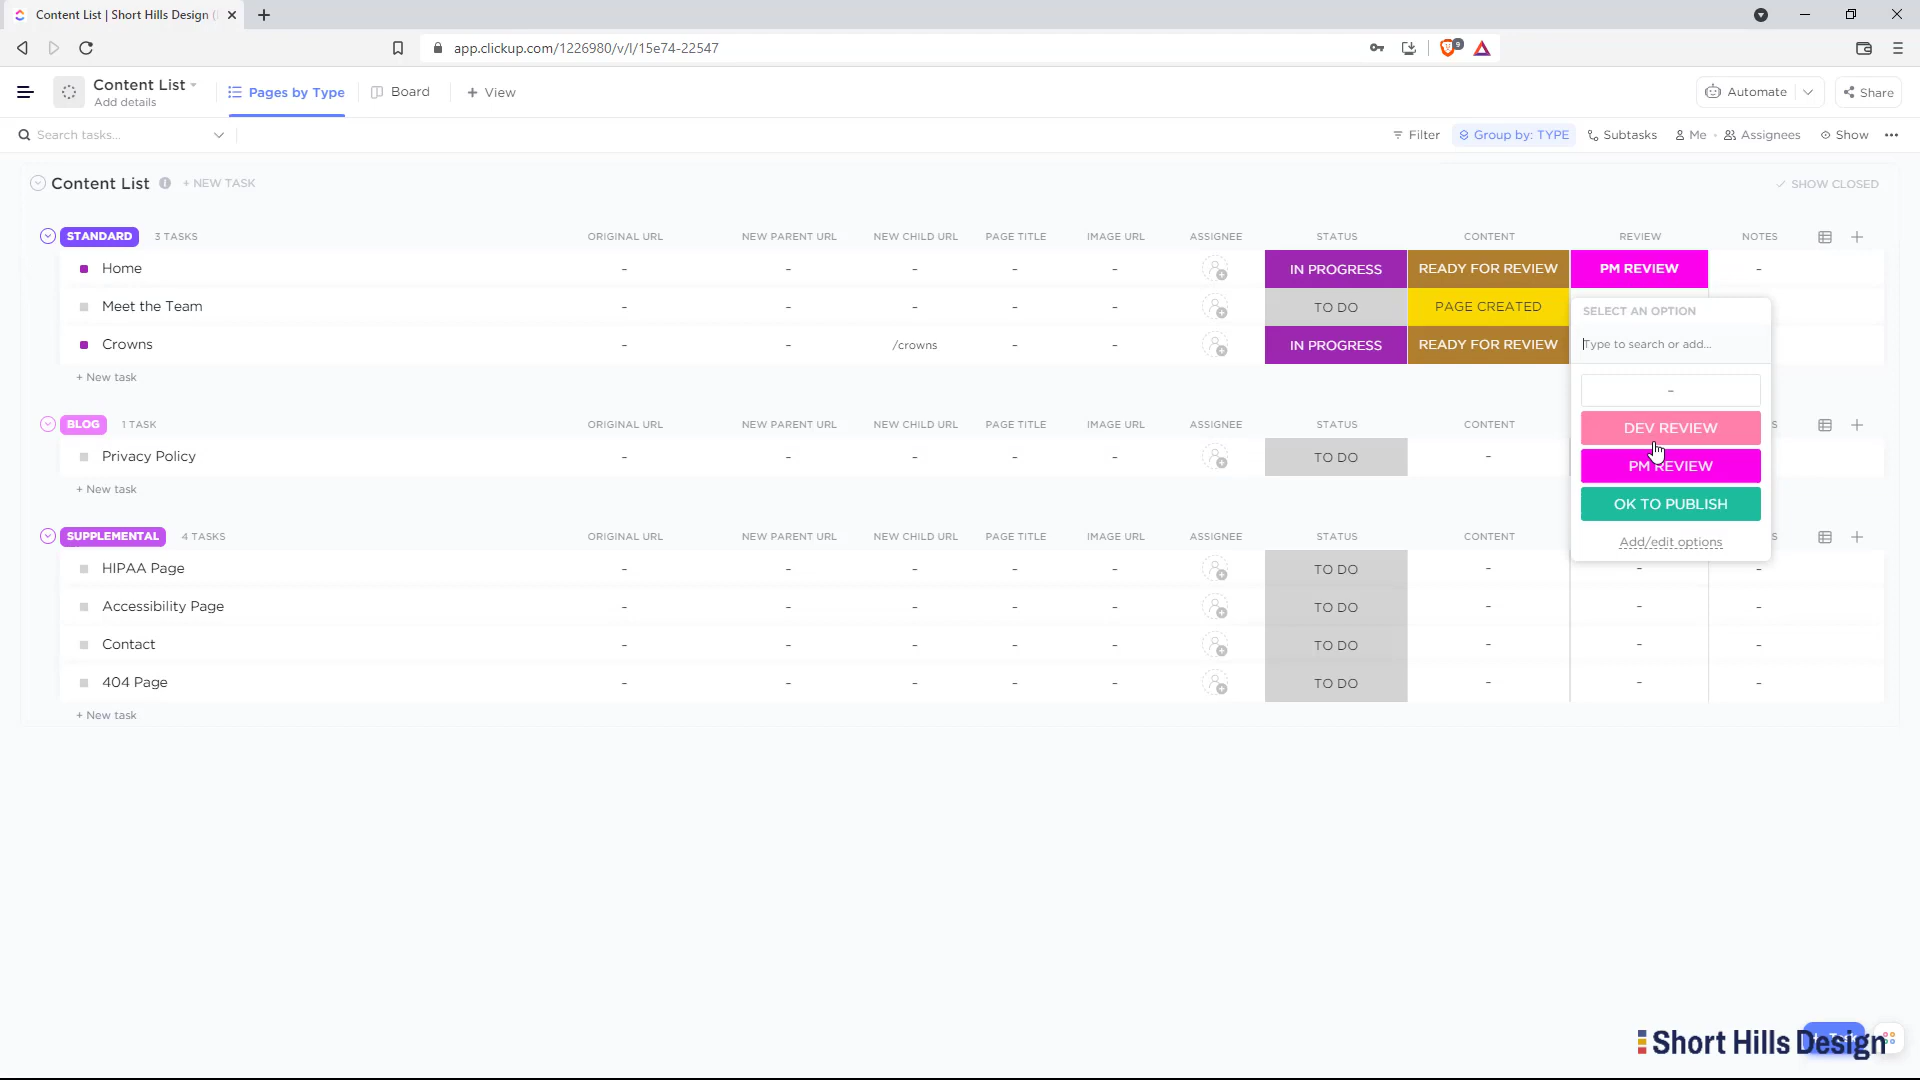 Content List | Short Hills Design (
app.clickup.com/1226980/v/l/15e74-22547
9
Content List
Add details
Pages by Type
Board
+ View
Automate
Share
Search tasks...
Filter
Group by: TYPE
Subtasks
Me
Assignees
Show
Content List
+ NEW TASK
SHOW CLOSED
STANDARD 3 TASKS ORIGINAL URL NEW PARENT URL NEW CHILD URL PAGE TITLE IMAGE URL ASSIGNEE STATUS CONTENT REVIEW NOTES
Home - - - - - IN PROGRESS READY FOR REVIEW PM REVIEW -
Meet the Team - - - - - TO DO PAGE CREATED
Crowns - - /crowns - - IN PROGRESS READY FOR REVIEW
+ New task
SELECT AN OPTION
Type to search or add...
-
DEV REVIEW
PM REVIEW
OK TO PUBLISH
Add/edit options
BLOG 1 TASK ORIGINAL URL NEW PARENT URL NEW CHILD URL PAGE TITLE IMAGE URL ASSIGNEE STATUS CONTENT S
Privacy Policy - - - - - TO DO -
+ New task
SUPPLEMENTAL 4 TASKS ORIGINAL URL NEW PARENT URL NEW CHILD URL PAGE TITLE IMAGE URL ASSIGNEE STATUS CONTENT S
HIPAA Page - - - - - TO DO - - -
Accessibility Page - - - - - TO DO - - -
Contact - - - - - TO DO - - -
404 Page - - - - - TO DO - - -
+ New task
Short Hills Design